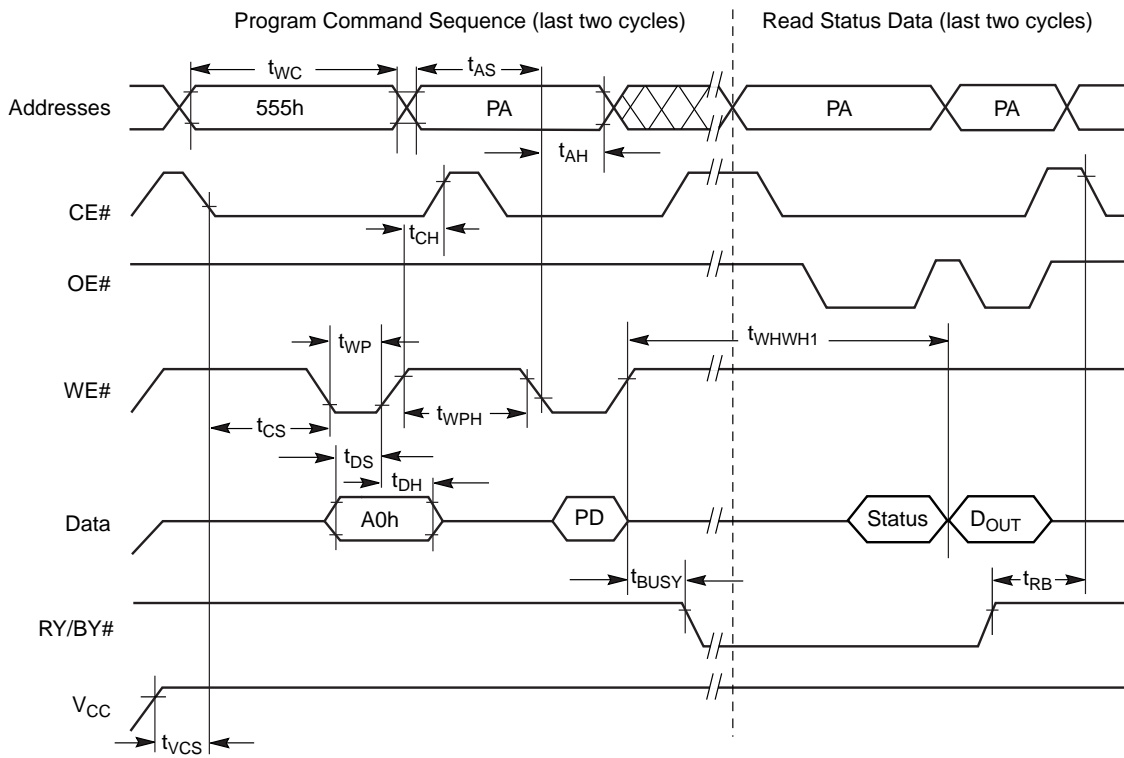 Program Command Sequence (last two cycles)
Read Status Data (last two cycles)
tWC
tAS
Addresses
555h
PA
PA
PA
tAH
CE#
tCH
OE#
tWP
tWHWH1
WE#
tCS
tWPH
tDS
tDH
Data
A0h
PD
Status
DOUT
tBUSY
tRB
RY/BY#
VCC
tVCS